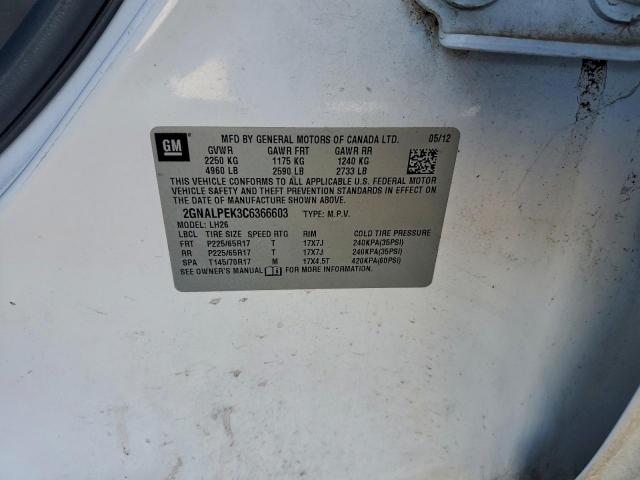 GM
MFD BY GENERAL MOTORS OF CANADA LTD. 05/12
GVWR GAWR FRT GAWR RR
2250 KG 1175 KG 1240 KG
4960 LB 2590 LB 2733 LB
THIS VEHICLE CONFORMS TO ALL APPLICABLE U.S. FEDERAL MOTOR
VEHICLE SAFETY AND THEFT PREVENTION STANDARDS IN EFFECT ON
THE DATE OF MANUFACTURE SHOWN ABOVE.
2GNALPEK3C6366603 TYPE: M.P.V.
MODEL: LH26
LBCL TIRE SIZE SPEED RTG RIM COLD TIRE PRESSURE
FRT P225/65R17 T 17X7J 240KPA(35PSI)
RR P225/65R17 T 17X7J 240KPA(35PSI)
SPA T145/70R17 M 17X4.5T 420KPA(60PSI)
SEE OWNER'S MANUAL FOR MORE INFORMATION.